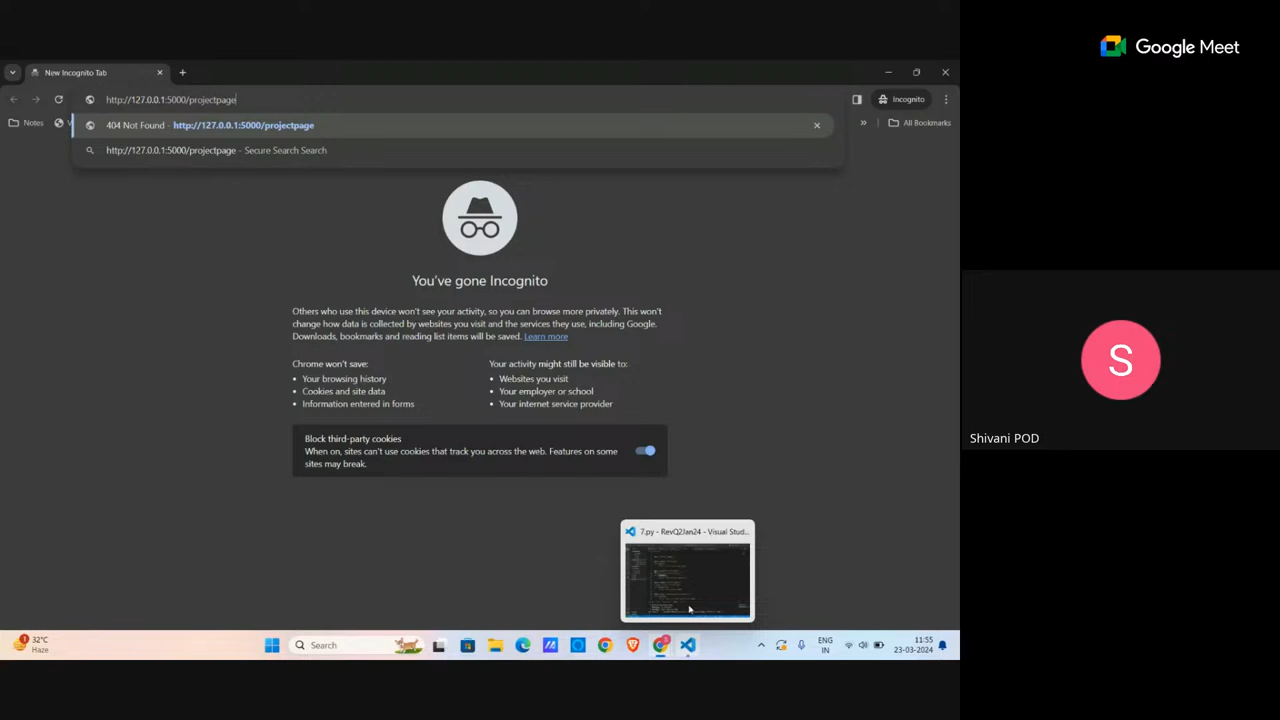 Google Meet
New Incognito Tab
http://127.0.0.1:5000/projectpage
Incognito
404 Not Found - http://127.0.0.1:5000/projectpage
Notes
All Bookmarks
http://127.0.0.1:5000/projectpage - Secure Search Search
You've gone Incognito
Others who use this device won't see your activity, so you can browse more privately. This won't
change how data is collected by websites you visit and the services they use, including Google.
Downloads, bookmarks and reading list items will be saved. Learn more
Chrome won't save:
• Your browsing history
• Cookies and site data
• Information entered in forms
Your activity might still be visible to:
• Websites you visit
• Your employer or school
• Your internet service provider
Block third-party cookies
When on, sites can't use cookies that track you across the web. Features on some
sites may break.
S
Shivani POD
7.py - RevQ2Jan24 - Visual Stud...
32°C
Haze
Search
ENG
IN
11:55
23-03-2024